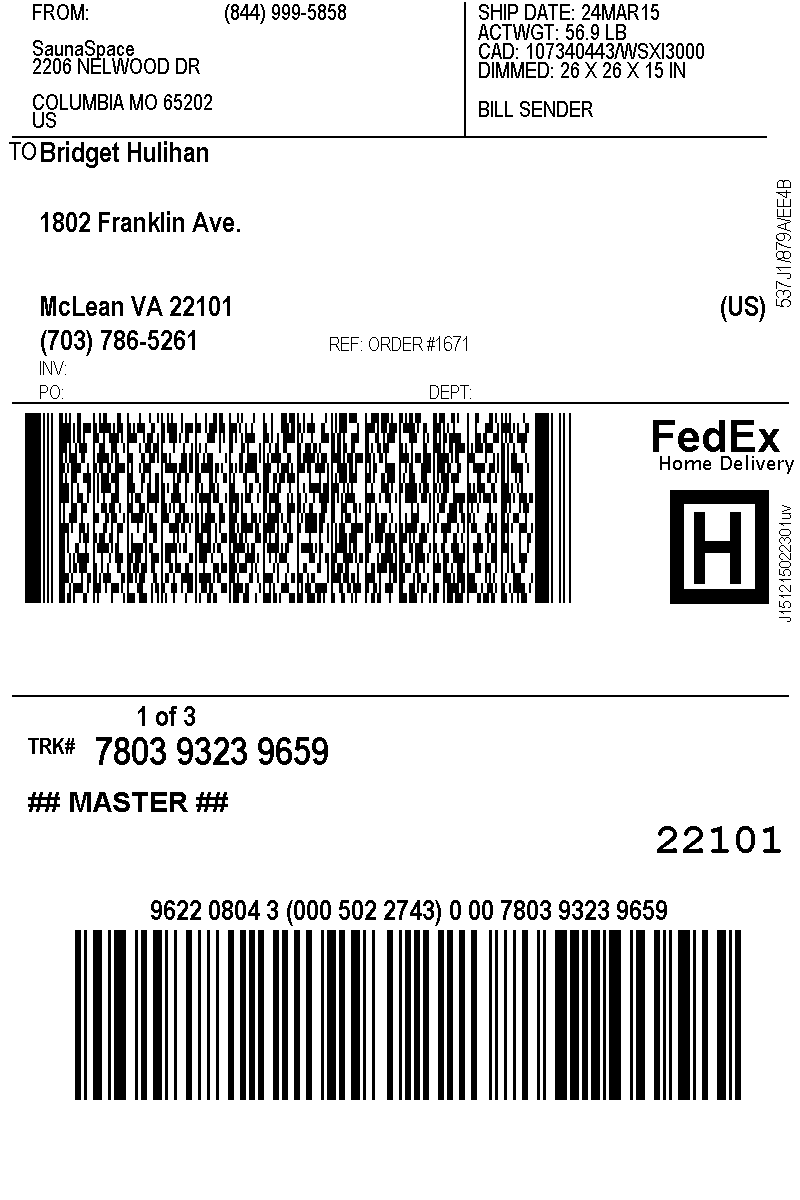 FROM: (844) 999-5858
SaunaSpace
2206 NELWOOD DR
COLUMBIA MO 65202
US
SHIP DATE: 24MAR15
ACTWGT: 56.9 LB
CAD: 107340443/WSXI3000
DIMMED: 26 X 26 X 15 IN
BILL SENDER
TO Bridget Hulihan
1802 Franklin Ave.
McLean VA 22101 (US)
(703) 786-5261 REF: ORDER #1671
INV:
PO: DEPT:
537J1/879A/EE4B
FedEx
Home Delivery
H
J151215022301uv
1 of 3
TRK# 7803 9323 9659
## MASTER ##
22101
9622 0804 3 (000 502 2743) 0 00 7803 9323 9659